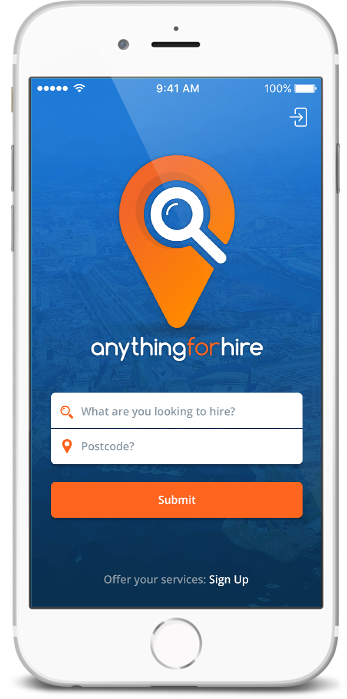 9:41 AM
100%
anythingforhire
What are you looking to hire?
Postcode?
Submit
Offer your services: Sign Up